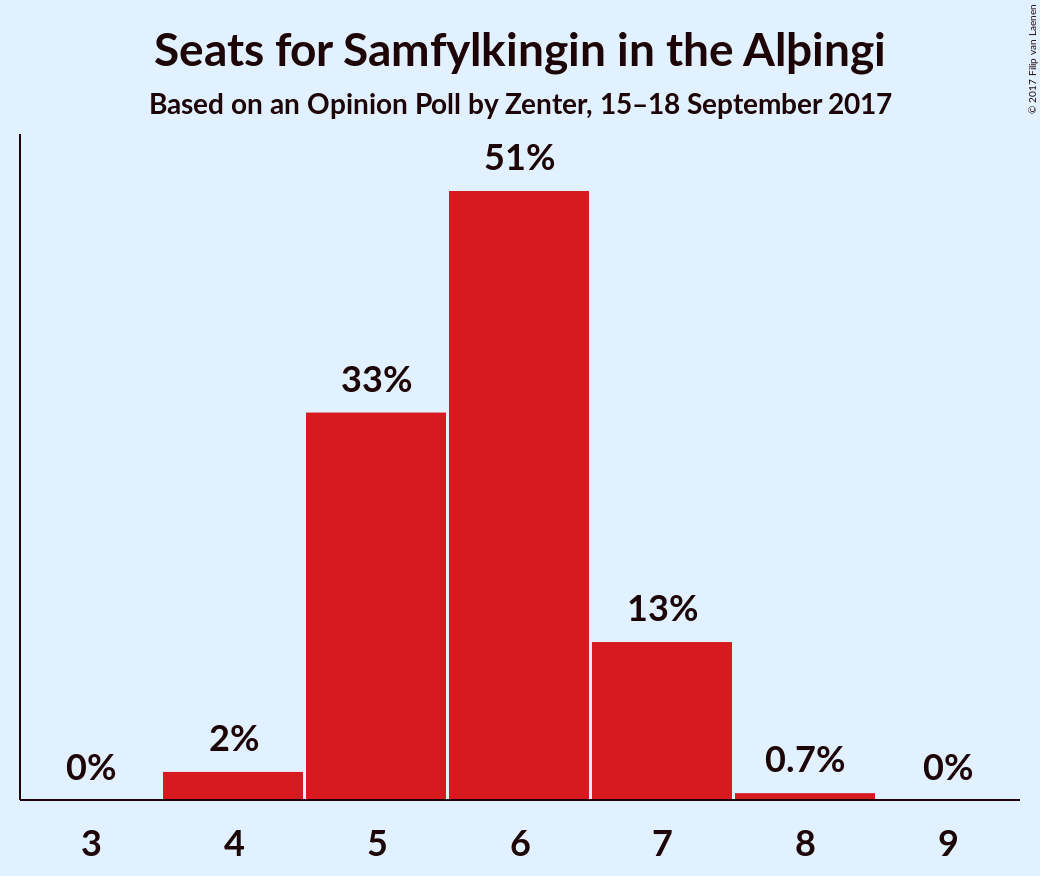 Seats for Samfylkingin in the Alþingi
Based on an Opinion Poll by Zenter, 15–18 September 2017
© 2017 Filip van Laenen
51%
33%
13%
2%
0.7%
0%
0%
3 4 5 6 7 8 9